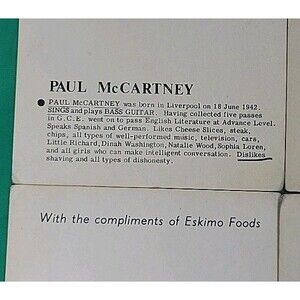 PAUL McCARTNEY
PAUL McCARTNEY was born in Liverpool on 18 June 1942.
SINGS and plays BASS GUITAR. Having collected five passes
in G.C.E. went on to pass English Literature at Advance Level.
Speaks Spanish and German. Likes Cheese Slices, steak,
chips, all types of well-performed music, television, cars,
Little Richard, Dinah Washington, Natalie Wood, Sophia Loren,
and all girls who can make intelligent conversation. Dislikes
shaving and all types of dishonesty.
With the compliments of Eskimo Foods